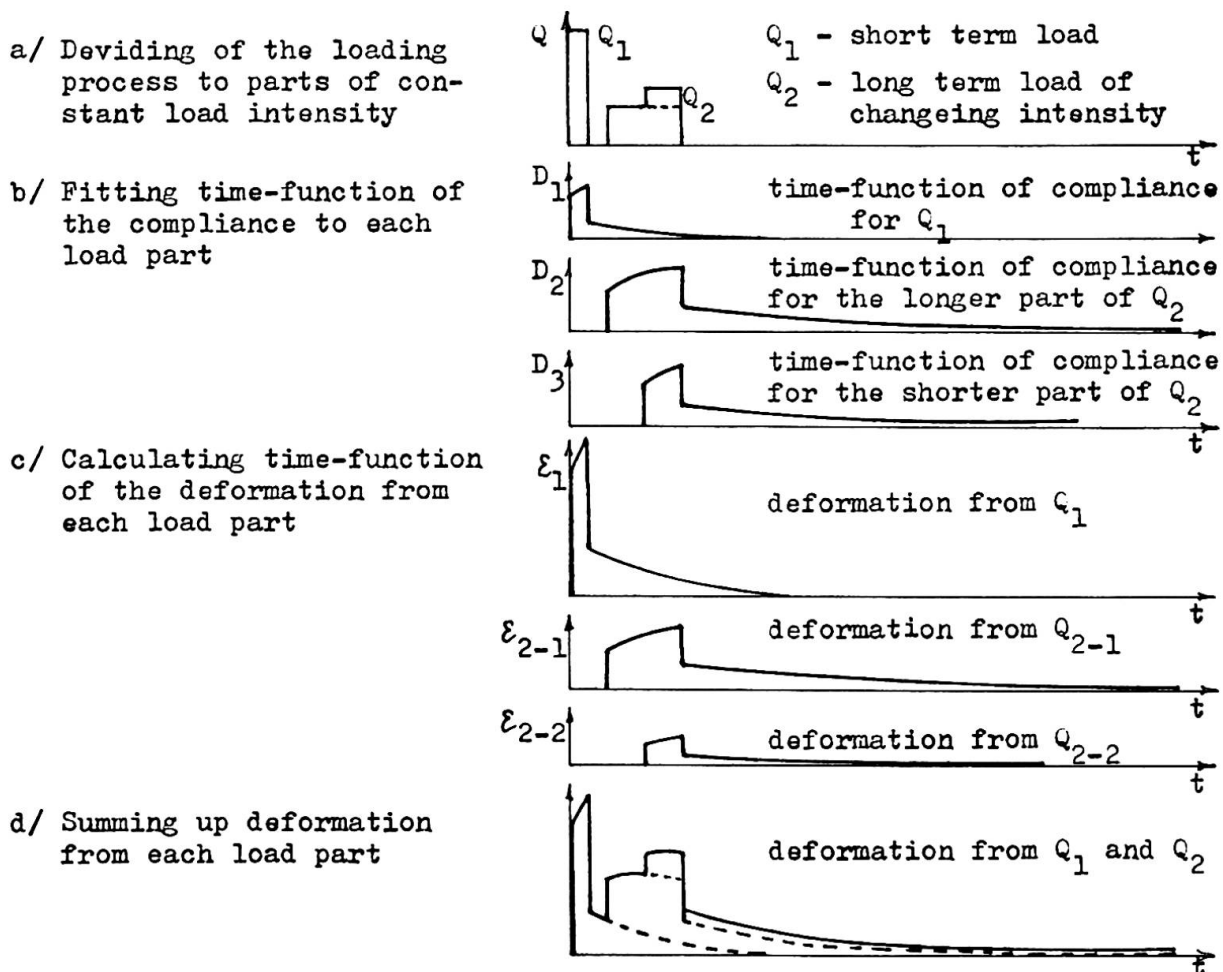 a/ Deviding of the loading
process to parts of con-
stant load intensity
Q
Q1
Q2
Q1 - short term load
Q2 - long term load of
changeing intensity
t
b/ Fitting time-function of
the compliance to each
load part
D1
time-function of compliance
for Q1
D2
time-function of compliance
for the longer part of Q2
t
D3
time-function of compliance
for the shorter part of Q2
t
c/ Calculating time-function
of the deformation from
each load part
ε1
deformation from Q1
t
ε2-1
deformation from Q2-1
t
ε2-2
deformation from Q2-2
t
d/ Summing up deformation
from each load part
deformation from Q1 and Q2
t